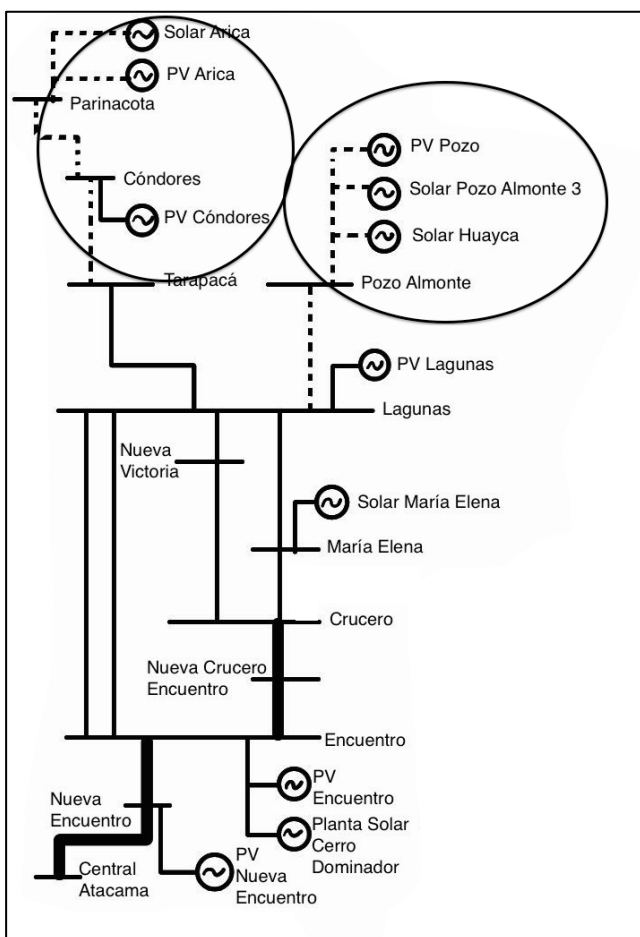 Solar Arica
PV Arica
Parinacota
Cóndores
PV Cóndores
Tarapacá
PV Pozo
Solar Pozo Almonte 3
Solar Huayca
Pozo Almonte
PV Lagunas
Lagunas
Nueva
Victoria
Solar María Elena
María Elena
Crucero
Nueva Crucero
Encuentro
Encuentro
PV
Encuentro
Nueva
Encuentro
Planta Solar
Cerro
Dominador
PV
Nueva
Encuentro
Central
Atacama